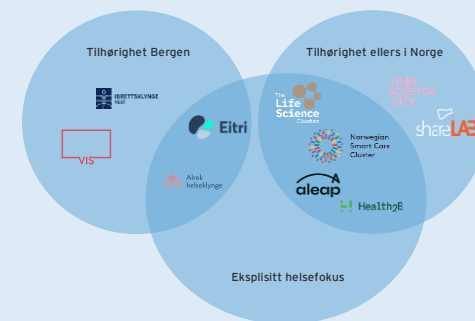 Tilhørighet Bergen
Tilhørighet ellers i Norge
IDRETTSKLYNGE
VEST
VIS
Eitri
Alrek
helseklynge
The
Life
Science
Cluster
oslo
science
city
shareLAB
Norwegian
Smart Care
Cluster
aleap
Health2B
Eksplisitt helsefokus